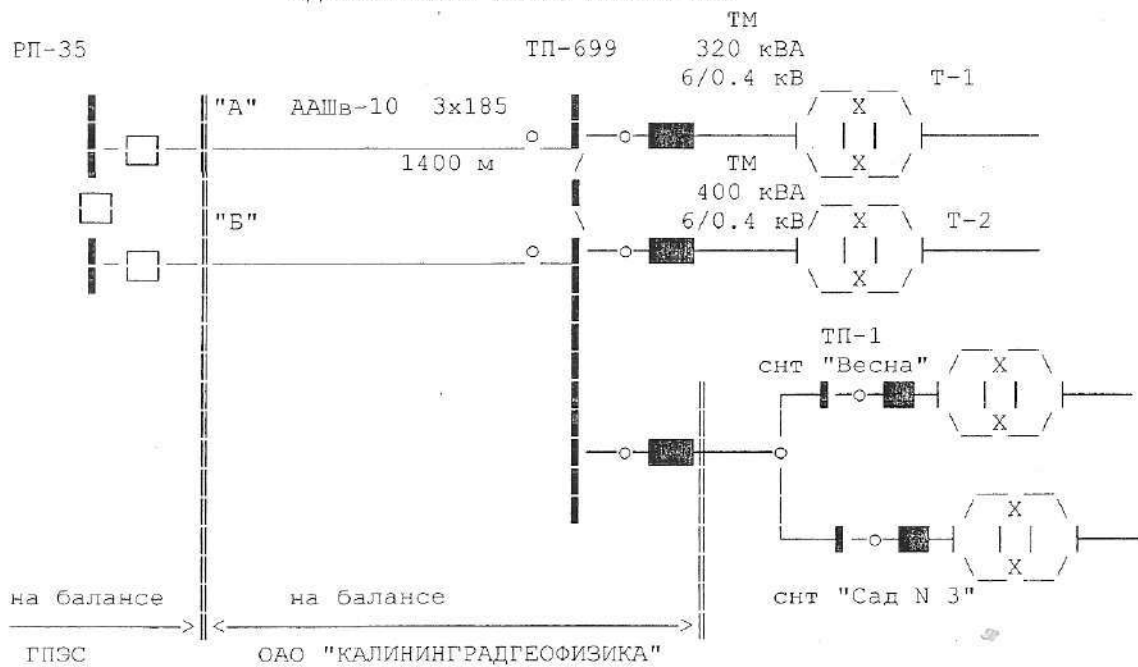 ТМ
РП-35 ТП-699 320 кВА
6/0.4 кВ Т-1
"А" ААШв-10 3х185 Х
1400 м ТМ Х
400 кВА
"Б" 6/0.4 кВ Х Т-2
Х
ТП-1
снт "Весна" Х
Х
Х
Х
на балансе на балансе снт "Сад N 3"
ГПЭС ОАО "КАЛИНИНГРАДГЕОФИЗИКА"